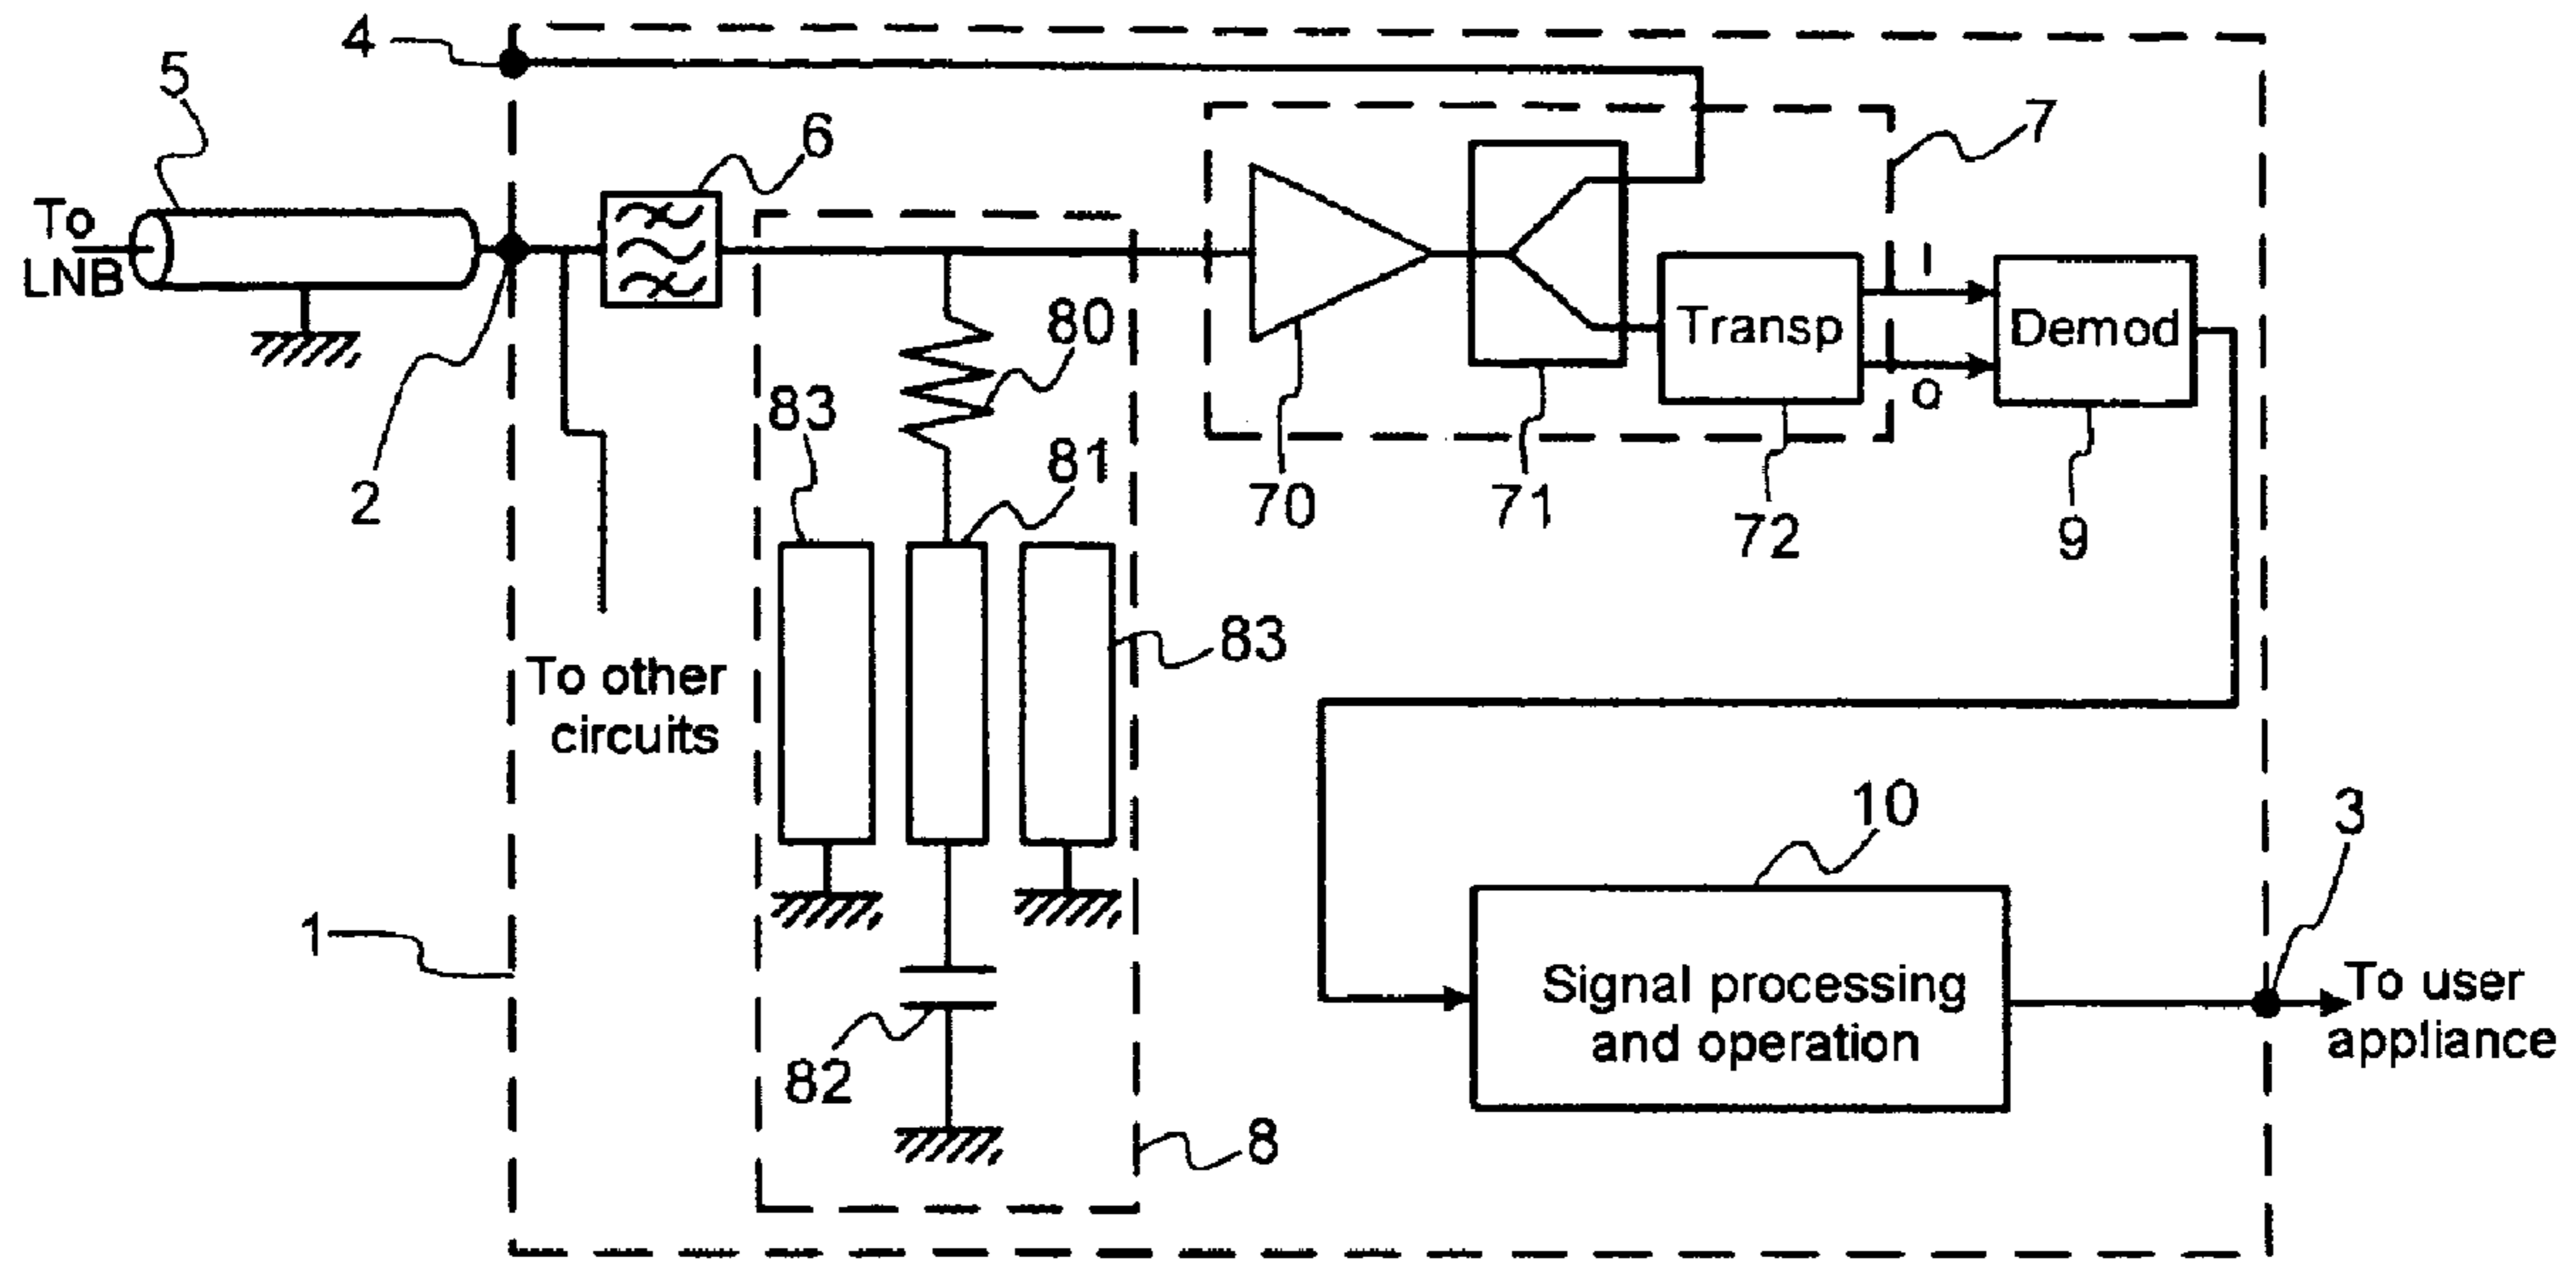 4
5
6
7
To
LNB
I
Transp
Demod
Q
80
83
81
2
70
71
72
9
83
To other
circuits
10
3
1
Signal processing
and operation
To user
appliance
82
8